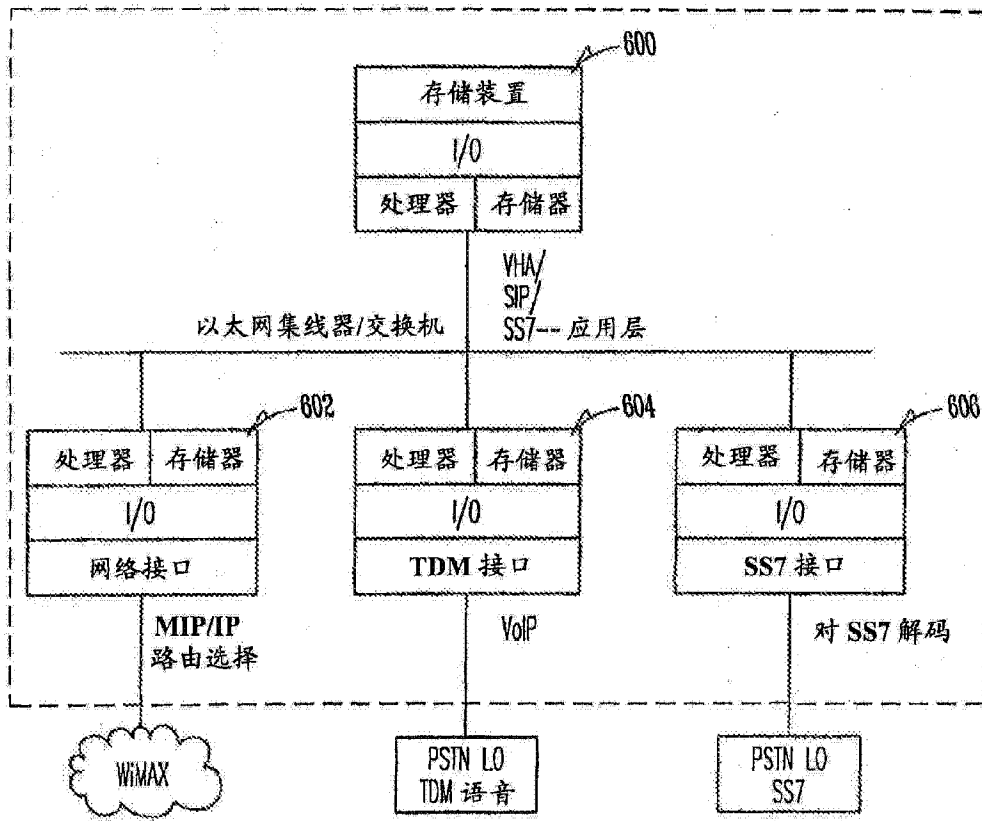 600
存储装置
I/O
处理器 存储器
VHA/
SIP/
SS7--应用层
以太网集线器/交换机
602
处理器 存储器
I/O
网络接口
MIP/IP
路由选择
WiMAX
604
处理器 存储器
I/O
TDM 接口
VoIP
PSTN LO
TDM 语音
606
处理器 存储器
I/O
SS7 接口
对 SS7 解码
PSTN LO
SS7